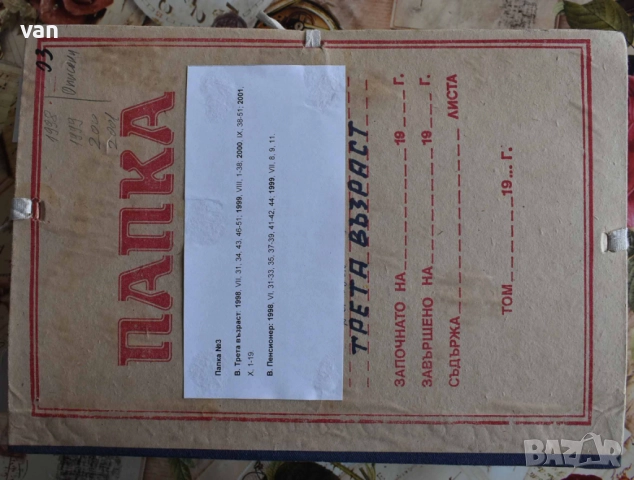 van
03
1998.
1999
2000
2001
ПАПКА
Папка №3
В. Трета възраст: 1998, VII, 31, 34, 43, 45-51; 1999, VIII, 1-38; 2000, IX, 38-51; 2001,
X, 1-19.
В. Пенсионер: 1998, VI, 31-33, 35, 37-39, 41-42, 44; 1999, VII, 8, 9, 11.
ТРЕТА ВЪЗРАСТ
ЗАПОЧНАТО НА 19 Г.
ЗАВЪРШЕНО НА 19 Г.
СЪДЪРЖА ЛИСТА
ТОМ 19... Г.
BAZAR